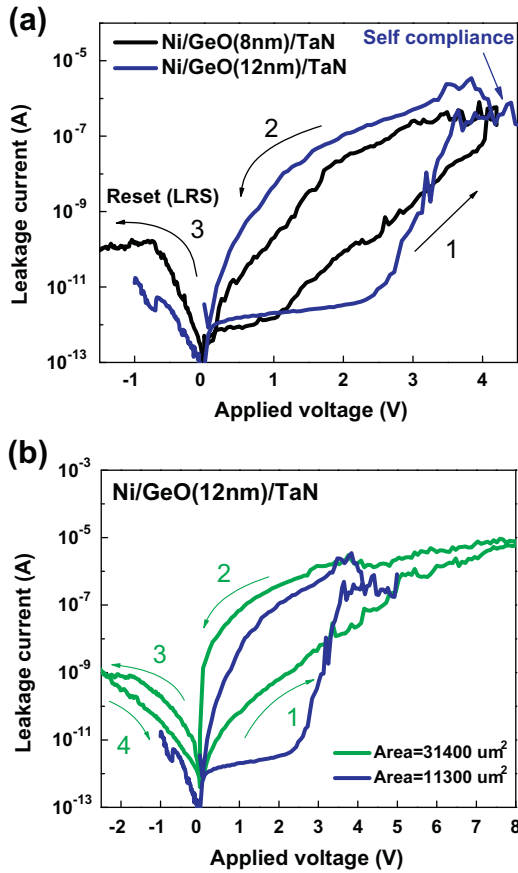 (a)
Ni/GeO(8nm)/TaN
Ni/GeO(12nm)/TaN
Self compliance
Leakage current (A)
10⁻³
10⁻⁵
10⁻⁷
10⁻⁹
10⁻¹¹
10⁻¹³
2
Reset (LRS)
3
1
-1 0 1 2 3 4
Applied voltage (V)
(b)
Ni/GeO(12nm)/TaN
Leakage current (A)
10⁻³
10⁻⁵
10⁻⁷
10⁻⁹
10⁻¹¹
10⁻¹³
2
3
1
4
Area=31400 um²
Area=11300 um²
-2 -1 0 1 2 3 4 5 6 7 8
Applied voltage (V)